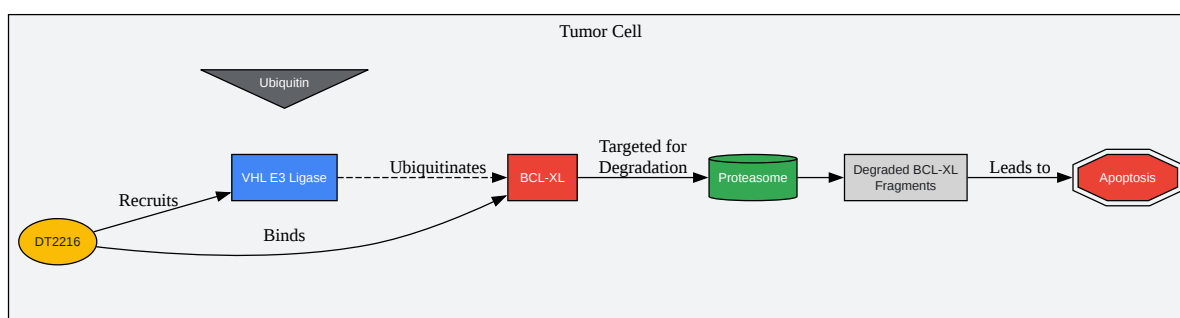 Tumor Cell
Ubiquitin
VHL E3 Ligase
Ubiquitinates
BCL-XL
Targeted for
Degradation
Proteasome
Degraded BCL-XL
Fragments
Leads to
Apoptosis
Recruits
DT2216
Binds